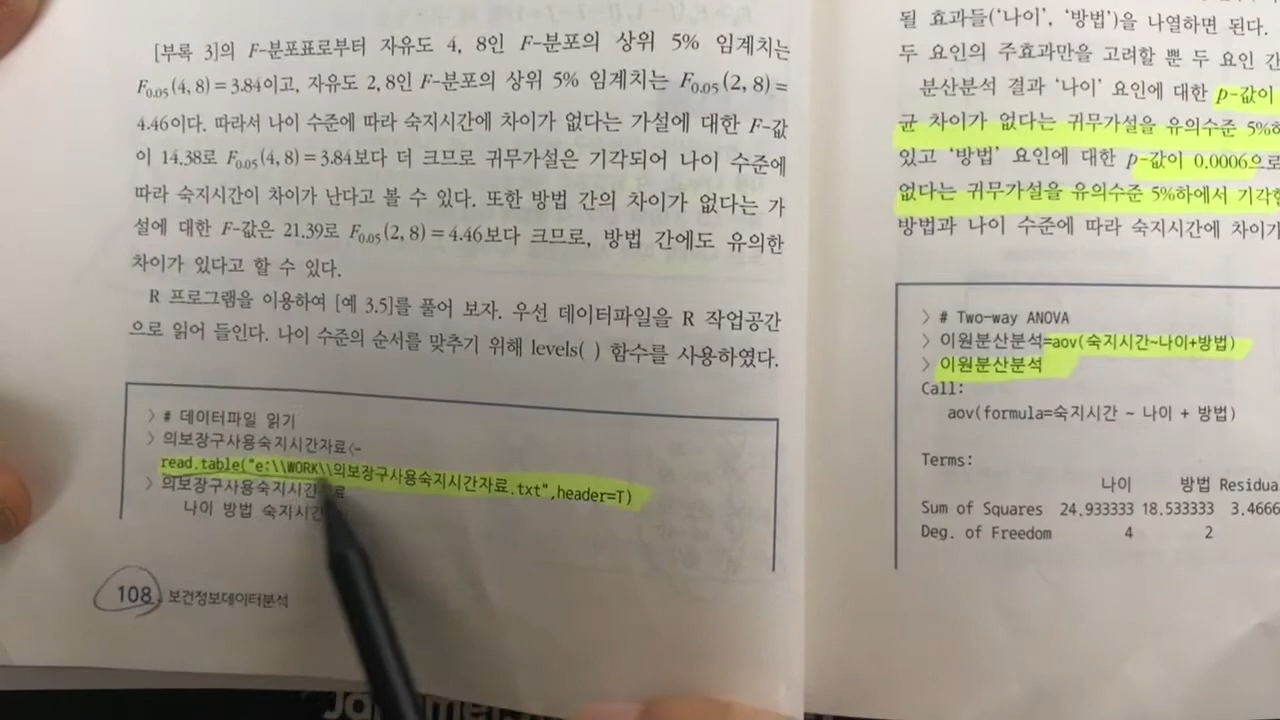 [부록 3]의 F-분포표로부터 자유도 4, 8인 F-분포의 상위 5% 임계치는
F0.05(4, 8)=3.84이고, 자유도 2, 8인 F-분포의 상위 5% 임계치는 F0.05(2, 8)=
4.46이다. 따라서 나이 수준에 따라 숙지시간에 차이가 없다는 가설에 대한 F-값
이 14.38로 F0.05(4, 8)=3.84보다 더 크므로 귀무가설은 기각되어 나이 수준에
따라 숙지시간이 차이가 난다고 볼 수 있다. 또한 방법 간의 차이가 없다는 가
설에 대한 F-값은 21.39로 F0.05(2, 8)=4.46보다 크므로, 방법 간에도 유의한
차이가 있다고 할 수 있다.
R 프로그램을 이용하여 [예 3.5]를 풀어 보자. 우선 데이터파일을 R 작업공간
으로 읽어 들인다. 나이 수준의 순서를 맞추기 위해 levels( ) 함수를 사용하였다.
> # 데이터파일 읽기
> 의보장구사용숙지시간자료<-
read.table("e:\\WORK\\의보장구사용숙지시간자료.txt",header=T)
> 의보장구사용숙지시간자료
나이 방법 숙지시간
108 보건정보데이터분석
될 효과들('나이', '방법')을 나열하면 된다.
두 요인의 주효과만을 고려할 뿐 두 요인 간
분산분석 결과 '나이' 요인에 대한 p-값이
균 차이가 없다는 귀무가설을 유의수준 5%하
있고 '방법' 요인에 대한 p-값이 0.0006으로
없다는 귀무가설을 유의수준 5%하에서 기각
방법과 나이 수준에 따라 숙지시간에 차이가
> # Two-way ANOVA
> 이원분산분석=aov(숙지시간~나이+방법)
> 이원분산분석
Call:
aov(formula=숙지시간 ~ 나이 + 방법)
Terms:
나이 방법 Residua
Sum of Squares 24.933333 18.533333 3.4666
Deg. of Freedom 4 2